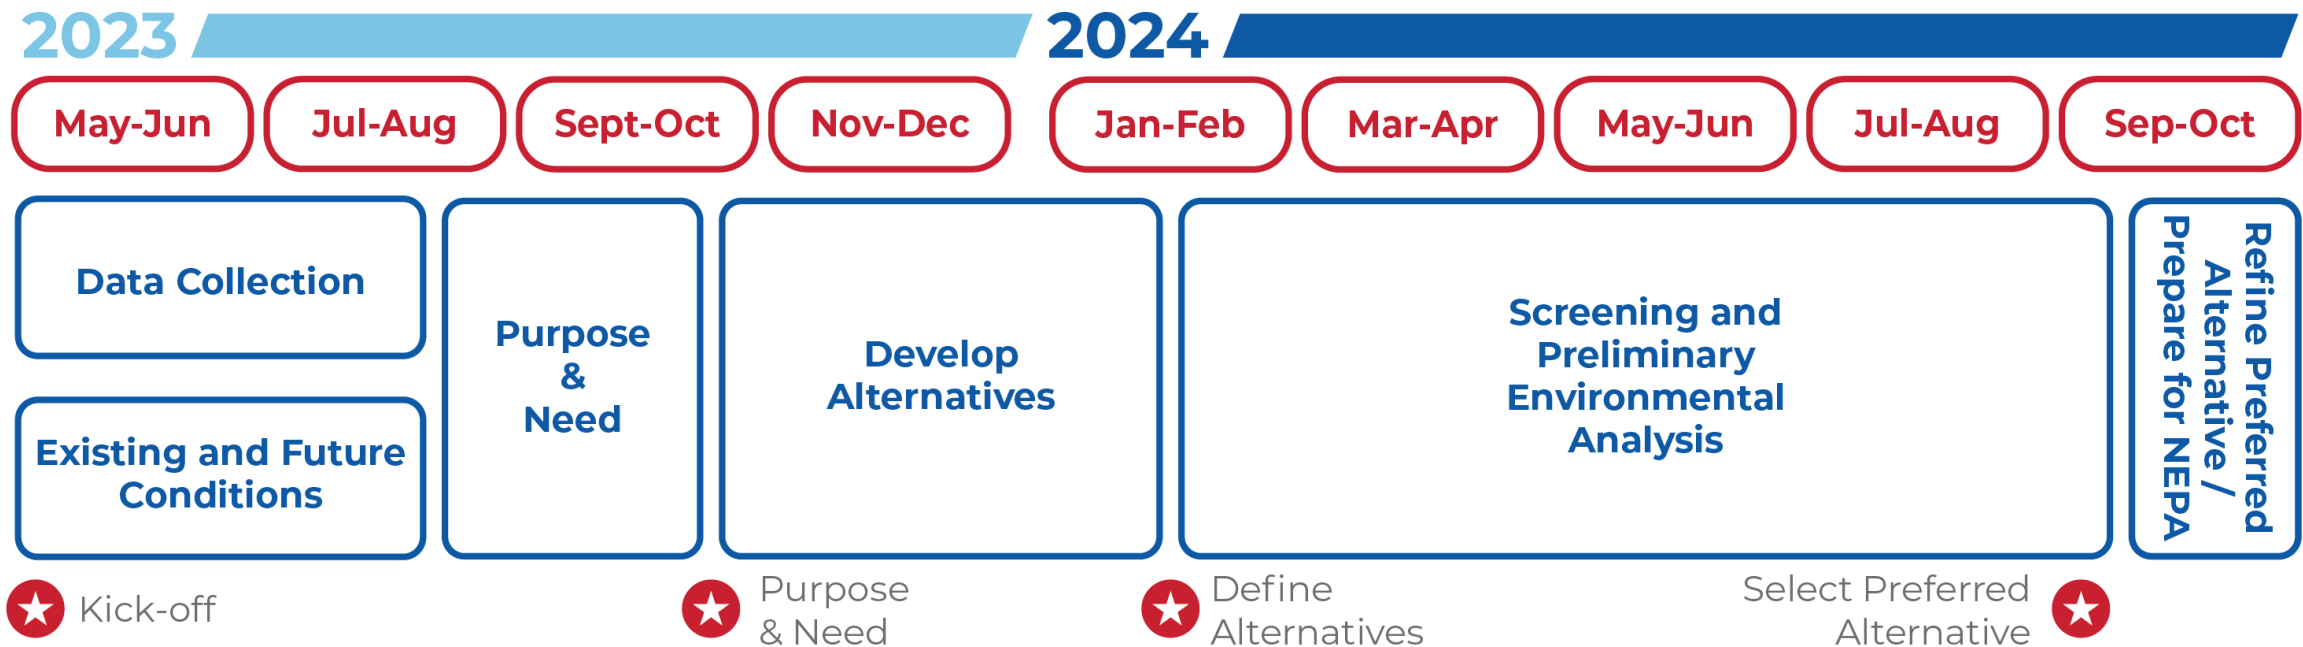 2023
2024
May-Jun
Jul-Aug
Sept-Oct
Nov-Dec
Jan-Feb
Mar-Apr
May-Jun
Jul-Aug
Sep-Oct
Data Collection
Existing and Future
Conditions
Purpose
&
Need
Develop
Alternatives
Screening and
Preliminary
Environmental
Analysis
Refine Preferred
Alternative /
Prepare for NEPA
Kick-off
Purpose
& Need
Define
Alternatives
Select Preferred
Alternative